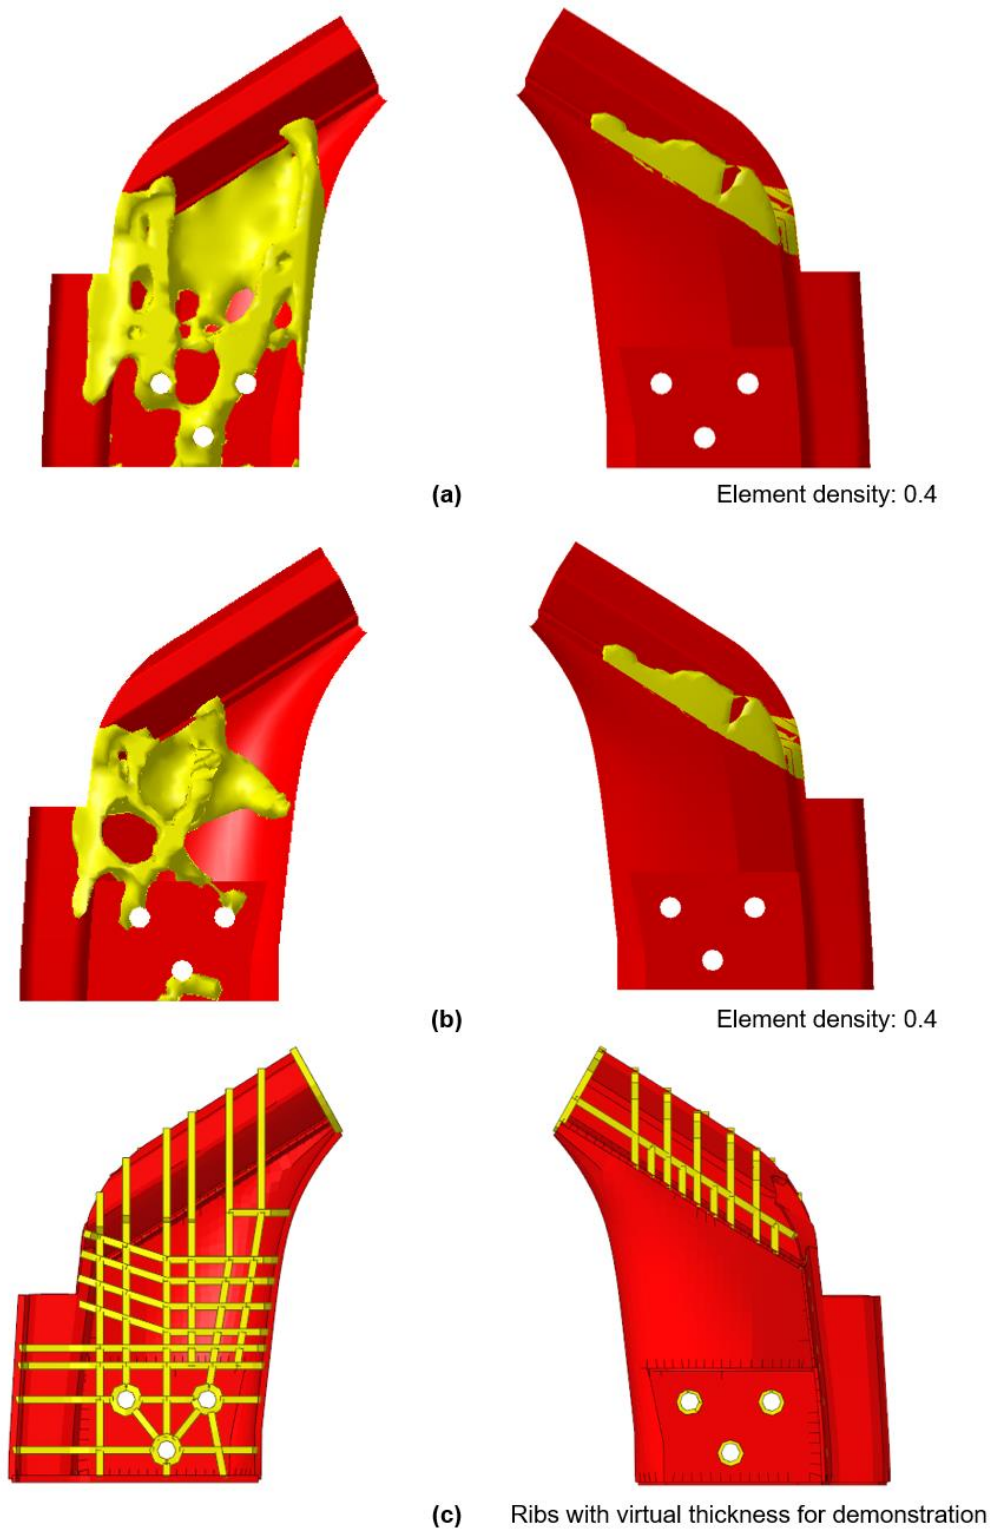 (a) Element density: 0.4
(b) Element density: 0.4
(c) Ribs with virtual thickness for demonstration